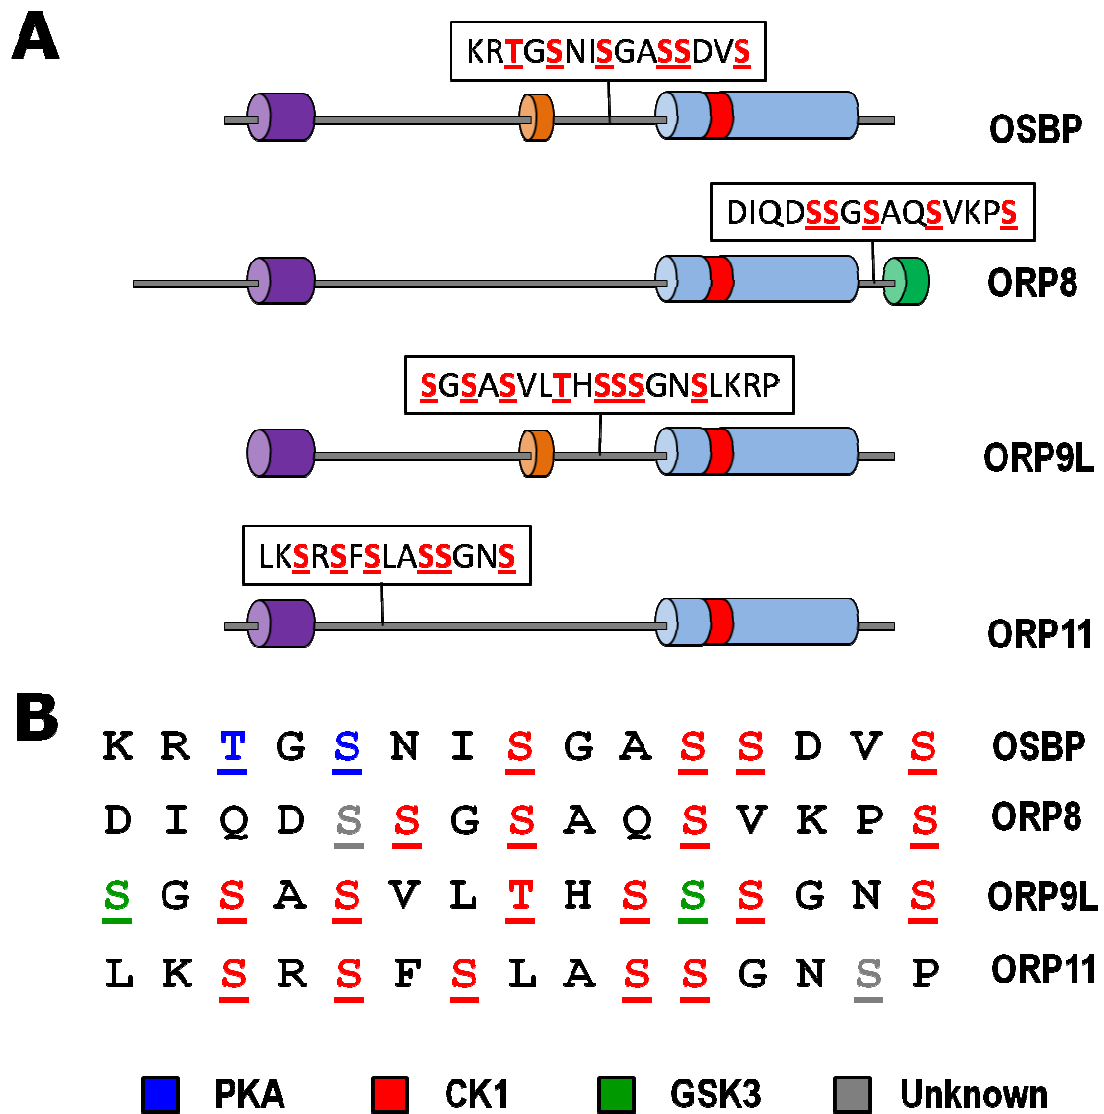 A
KRTGSNISGASSDVS
OSBP
DIQDSSGSAQSVKPS
ORP8
SGSASVLTHSSSGNSLKRP
ORP9L
LKSRSFSLASSGNS
ORP11
B
K R T G S N I S G A S S D V S OSBP
D I Q D S S G S A Q S V K P S ORP8
S G S A S V L T H S S S G N S ORP9L
L K S R S F S L A S S G N S P ORP11
PKA CK1 GSK3 Unknown